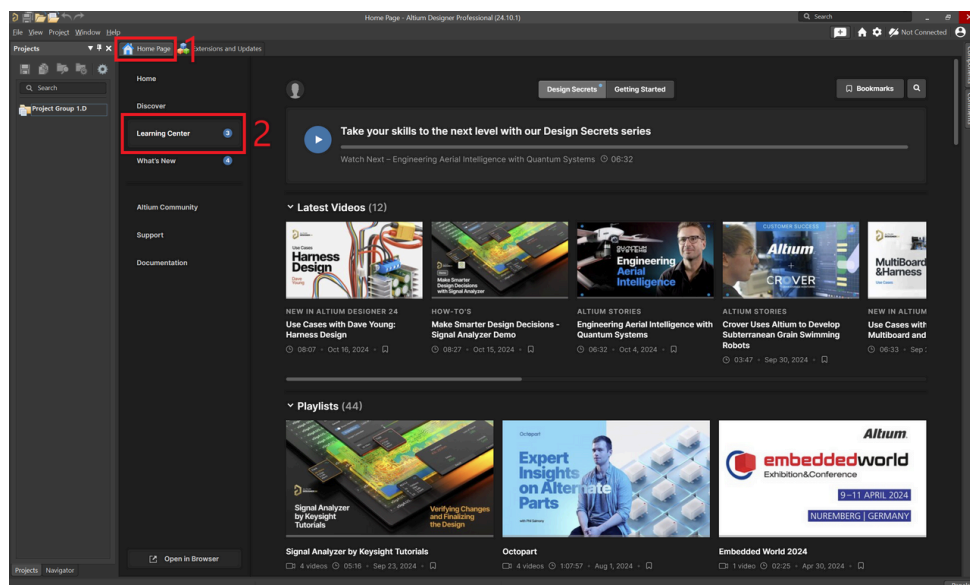 Home Page - Altium Designer Professional (24.10.1)
Search
File View Project Window Help
Not Connected
Projects
Home Page
Extensions and Updates
1
Search
Project Group 1.D
Home
Discover
Learning Center 3
2
What's New 4
Altium Community
Support
Documentation
Open in Browser
Projects Navigator
Design Secrets Getting Started
Bookmarks
Take your skills to the next level with our Design Secrets series
Watch Next – Engineering Aerial Intelligence with Quantum Systems 06:32
Latest Videos (12)
Use Cases
Harness
Design
Dave
Young
NEW IN ALTIUM DESIGNER 24
Use Cases with Dave Young:
Harness Design
08:07 • Oct 16, 2024
Make Smarter
Design Decisions
with Signal Analyzer
HOW-TO'S
Make Smarter Design Decisions -
Signal Analyzer Demo
08:27 • Oct 15, 2024
QUANTUM
SYSTEMS
Engineering
Aerial
Intelligence
ALTIUM STORIES
Engineering Aerial Intelligence with
Quantum Systems
06:32 • Oct 4, 2024
CUSTOMER SUCCESS
Altium
+
CROVER
ALTIUM STORIES
Crover Uses Altium to Develop
Subterranean Grain Swimming
Robots
03:47 • Sep 30, 2024
MultiBoard
&Harness
Use Cases
NEW IN ALTIUM
Use Cases with
Multiboard and
06:33 • Sep
Playlists (44)
Signal Analyzer
by Keysight
Tutorials
Verifying Changes
and Finalizing
the Design
Signal Analyzer by Keysight Tutorials
4 videos 05:16 • Sep 23, 2024
Octopart
Expert
Insights
on Alternate
Parts
Octopart
4 videos 1:07:57 • Aug 1, 2024
Altium
embeddedworld
Exhibition&Conference
9–11 APRIL 2024
NUREMBERG | GERMANY
Embedded World 2024
1 video 02:25 • Apr 30, 2024